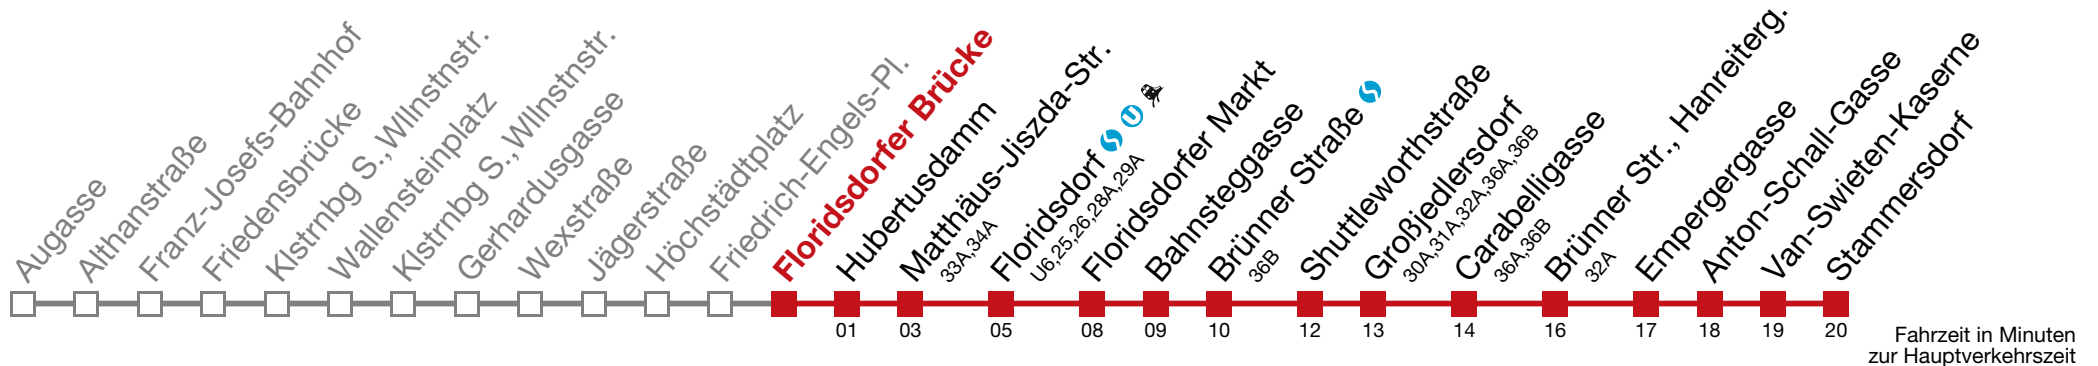 Augasse
Althanstraße
Franz-Josefs-Bahnhof
Friedensbrücke
Klstrnbg S., Wllnstnstr.
Wallensteinplatz
Klstrnbg S., Wllnstnstr.
Gerhardusgasse
Wexstraße
Jägerstraße
Höchstädtplatz
Friedrich-Engels-Pl.
Floridsdorfer Brücke
Hubertusdamm
Matthäus-Jiszda-Str.
33A,34A
Floridsdorf U
U6,25,26,28A,29A
Floridsdorfer Markt
Bahnsteggasse
Brünner Straße
36B
Shuttleworthstraße
Großjedlersdorf
30A,31A,32A,36A,36B
Carabelligasse
36A,36B
Brünner Str., Hanreiterg.
32A
Empergergasse
Anton-Schall-Gasse
Van-Swieten-Kaserne
Stammersdorf
01 03 05 08 09 10 12 13 14 16 17 18 19 20
Fahrzeit in Minuten
zur Hauptverkehrszeit